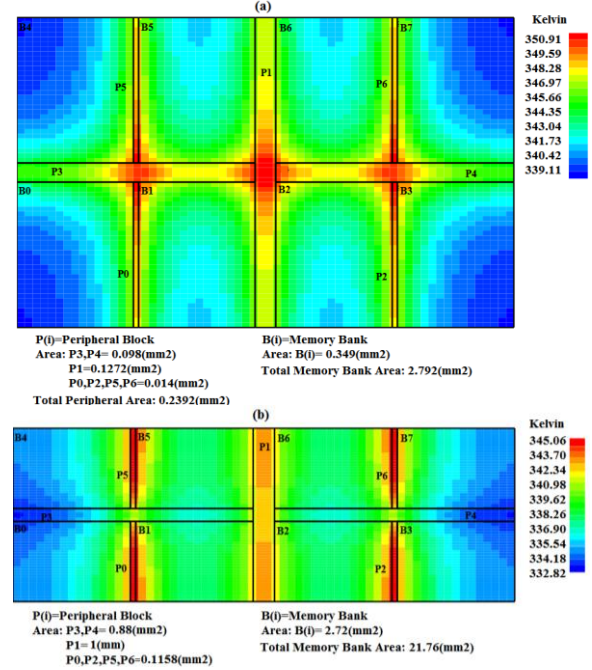 (a)
B4
B5
B6
B7
P5
P1
P6
P3
P4
B0
B1
B2
B3
P0
P2
Kelvin
350.91
349.59
348.28
346.97
345.66
344.35
343.04
341.73
340.42
339.11
P(i)=Peripheral Block
Area: P3,P4= 0.098(mm2)
P1=0.1272(mm2)
P0,P2,P5,P6=0.014(mm2)
Total Peripheral Area: 0.2392(mm2)
B(i)=Memory Bank
Area: B(i)= 0.349(mm2)
Total Memory Bank Area: 2.792(mm2)
(b)
B4
B5
B6
B7
P5
P1
P6
P3
P4
B0
B1
B2
B3
P0
P2
Kelvin
345.06
343.70
342.34
340.98
339.62
338.26
336.90
335.54
334.18
332.82
P(i)=Peripheral Block
Area: P3,P4= 0.88(mm2)
P1=1(mm)
P0,P2,P5,P6=0.1158(mm2)
B(i)=Memory Bank
Area: B(i)= 2.72(mm2)
Total Memory Bank Area: 21.76(mm2)